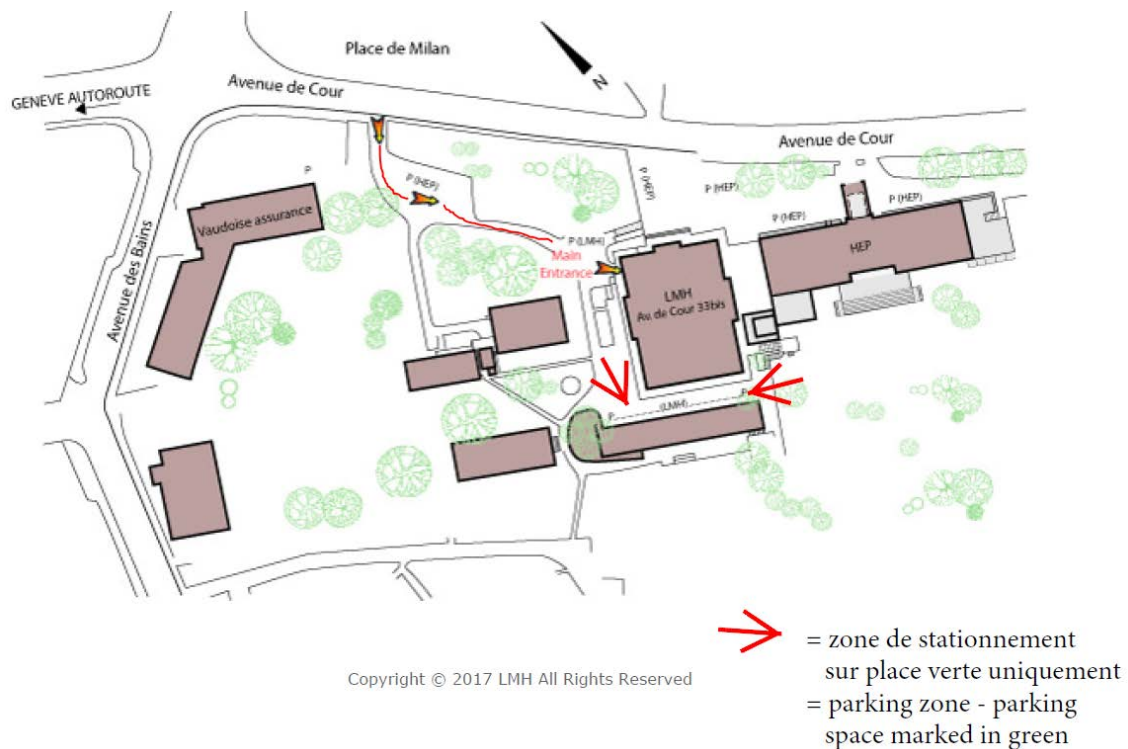 Place de Milan
N
GENEVE AUTOROUTE
Avenue de Cour
Avenue de Cour
P
P (HEP)
P (HEP)
P (HEP)
P (HEP)
P (HEP)
Vaudoise assurance
Avenue des Bains
P (LMH)
Main
Entrance
HEP
LMH
Av. de Cour 33bis
P
(LMH)
P
= zone de stationnement
sur place verte uniquement
= parking zone - parking
space marked in green
Copyright © 2017 LMH All Rights Reserved